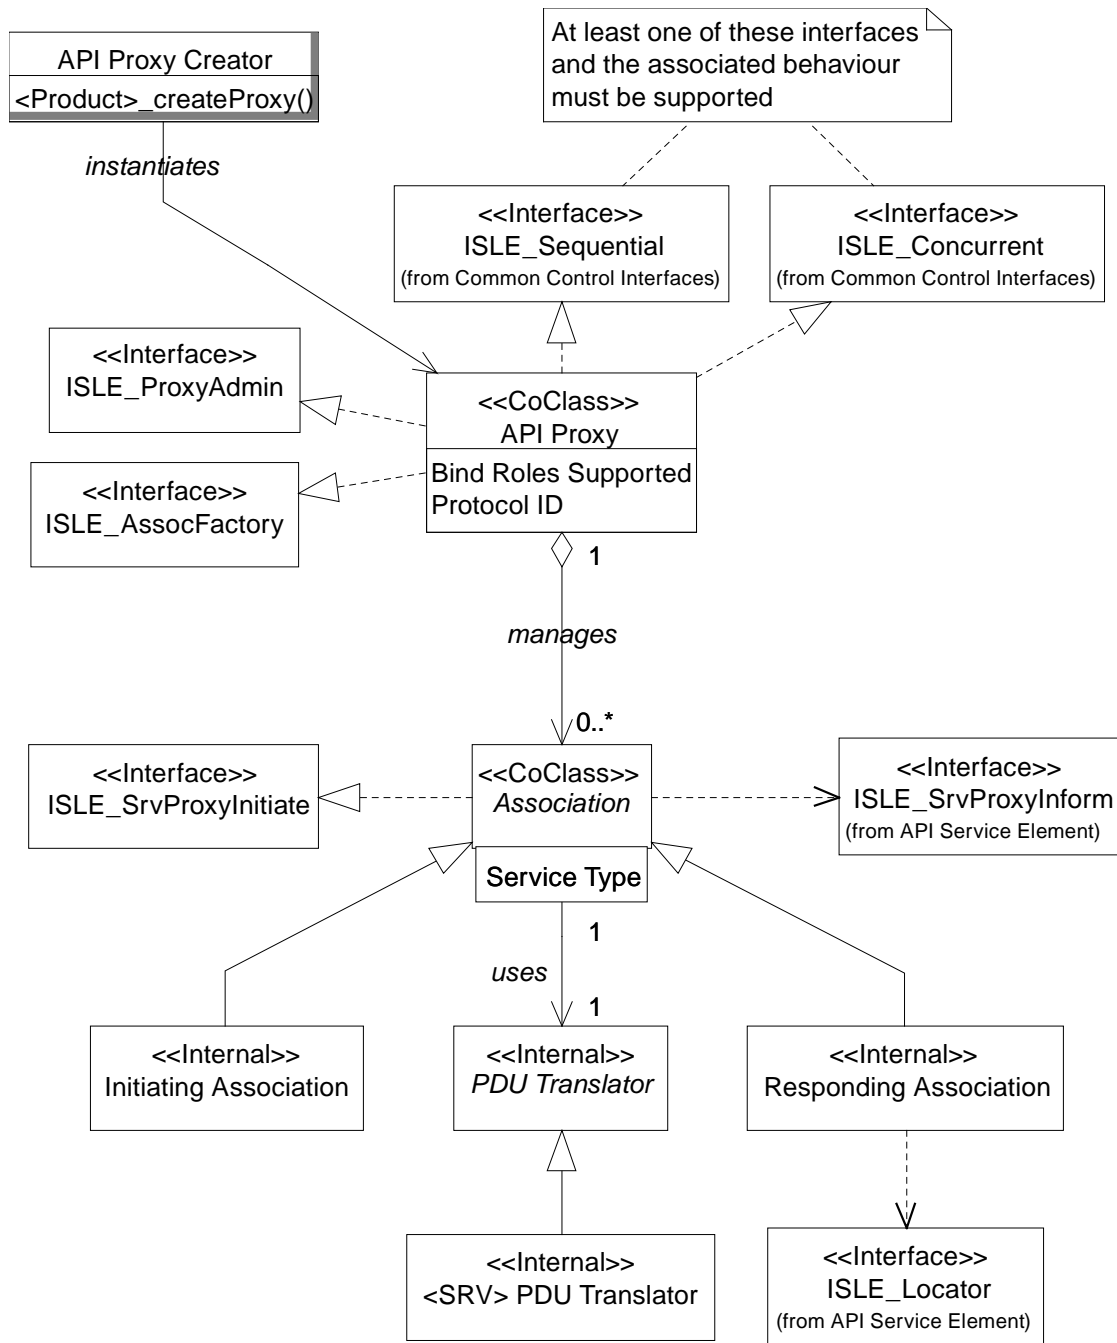 API Proxy Creator
<Product>_createProxy()
At least one of these interfaces
and the associated behaviour
must be supported
instantiates
<<Interface>>
ISLE_Sequential
(from Common Control Interfaces)
<<Interface>>
ISLE_Concurrent
(from Common Control Interfaces)
<<Interface>>
ISLE_ProxyAdmin
<<CoClass>>
API Proxy
Bind Roles Supported
Protocol ID
<<Interface>>
ISLE_AssocFactory
1
manages
0..*
<<Interface>>
ISLE_SrvProxyInitiate
<<CoClass>>
Association
Service Type
<<Interface>>
ISLE_SrvProxyInform
(from API Service Element)
1
uses
1
<<Internal>>
Initiating Association
<<Internal>>
PDU Translator
<<Internal>>
Responding Association
<<Internal>>
<SRV> PDU Translator
<<Interface>>
ISLE_Locator
(from API Service Element)